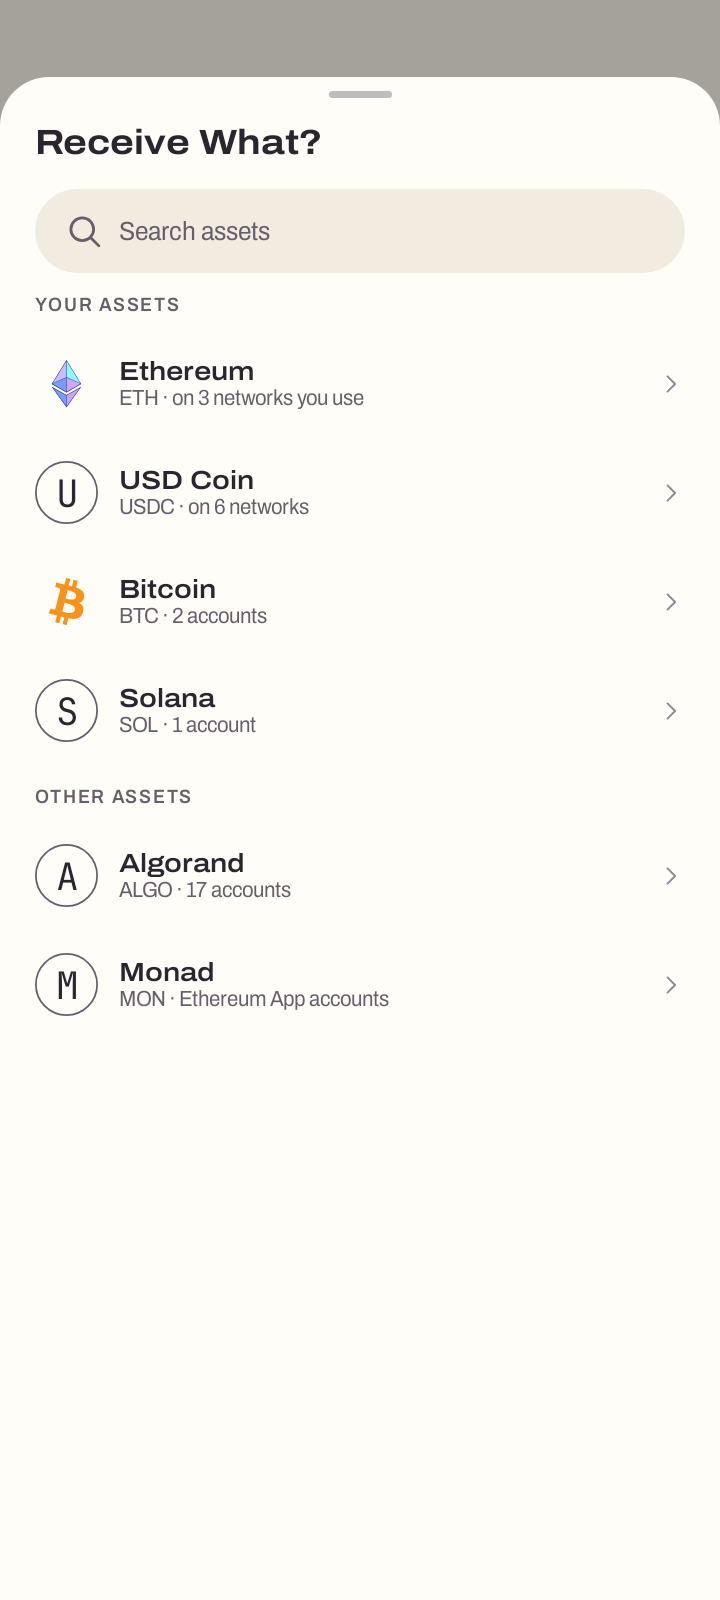 Receive What?
Search assets
YOUR ASSETS
Ethereum
ETH · on 3 networks you use
U
USD Coin
USDC · on 6 networks
Bitcoin
BTC · 2 accounts
S
Solana
SOL · 1 account
OTHER ASSETS
A
Algorand
ALGO · 17 accounts
M
Monad
MON · Ethereum App accounts